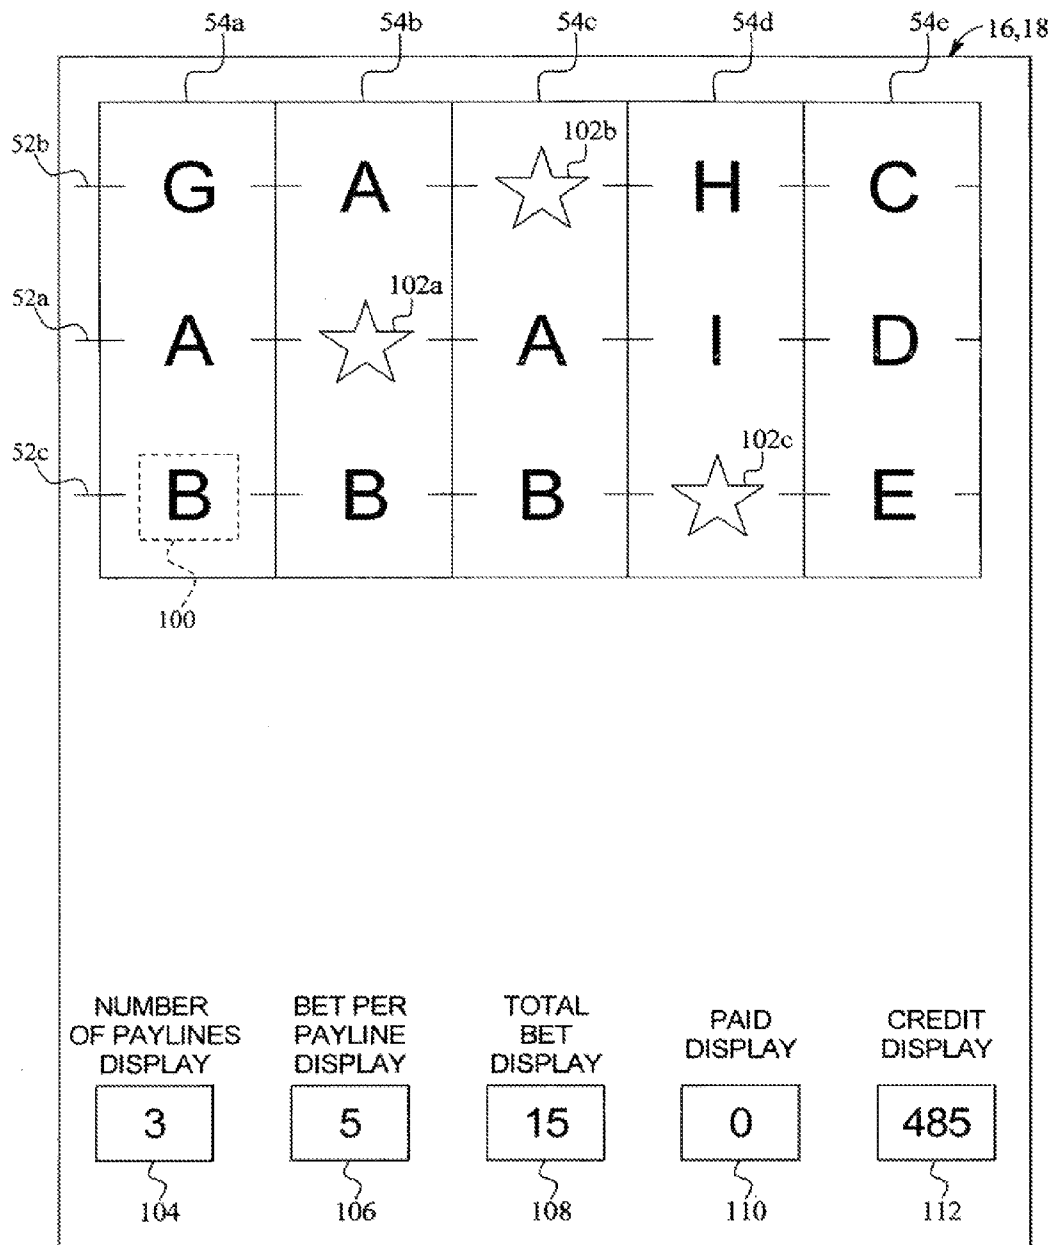 54a 54b 54c 54d 54e 16,18
102b
52b G A H C
102a
52a A A I D
102c
52c B B B E
100
NUMBER OF PAYLINES DISPLAY
BET PER PAYLINE DISPLAY
TOTAL BET DISPLAY
PAID DISPLAY
CREDIT DISPLAY
3 5 15 0 485
104 106 108 110 112